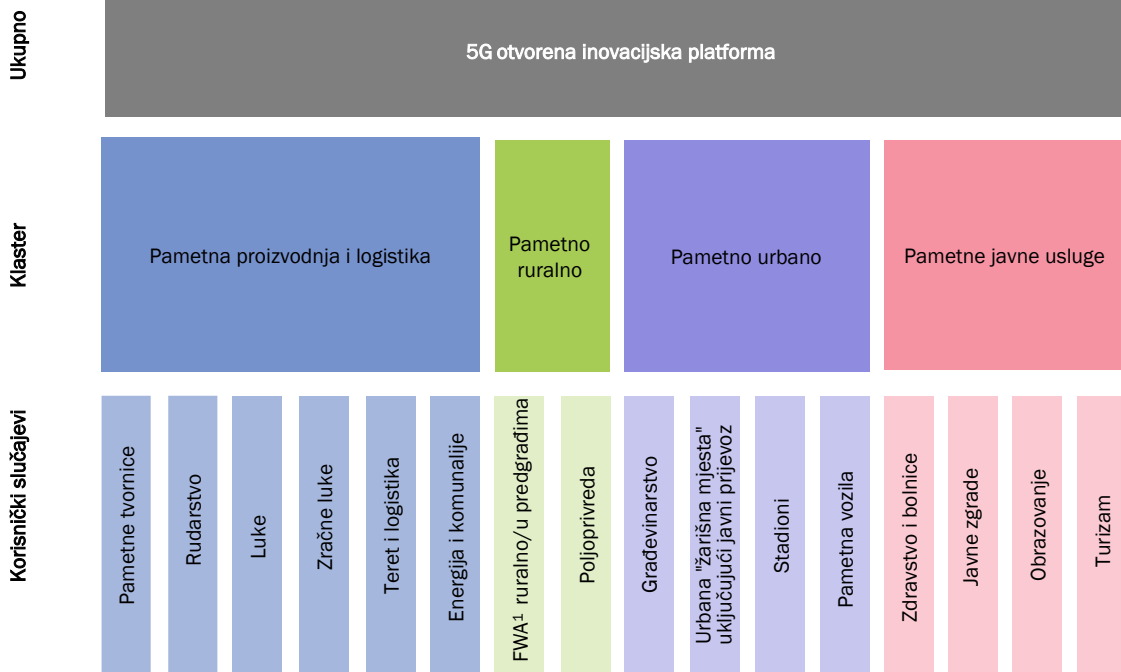 Ukupno
5G otvorena inovacijska platforma
Klaster
Pametna proizvodnja i logistika
Pametno
ruralno
Pametno urbano
Pametne javne usluge
Korisnički slučajevi
Pametne tvornice
Rudarstvo
Luke
Zračne luke
Teret i logistika
Energija i komunalije
FWA¹ ruralno/u predgrađima
Poljoprivreda
Građevinarstvo
Urbana "žarišna mjesta"
uključujući javni prijevoz
Stadioni
Pametna vozila
Zdravstvo i bolnice
Javne zgrade
Obrazovanje
Turizam